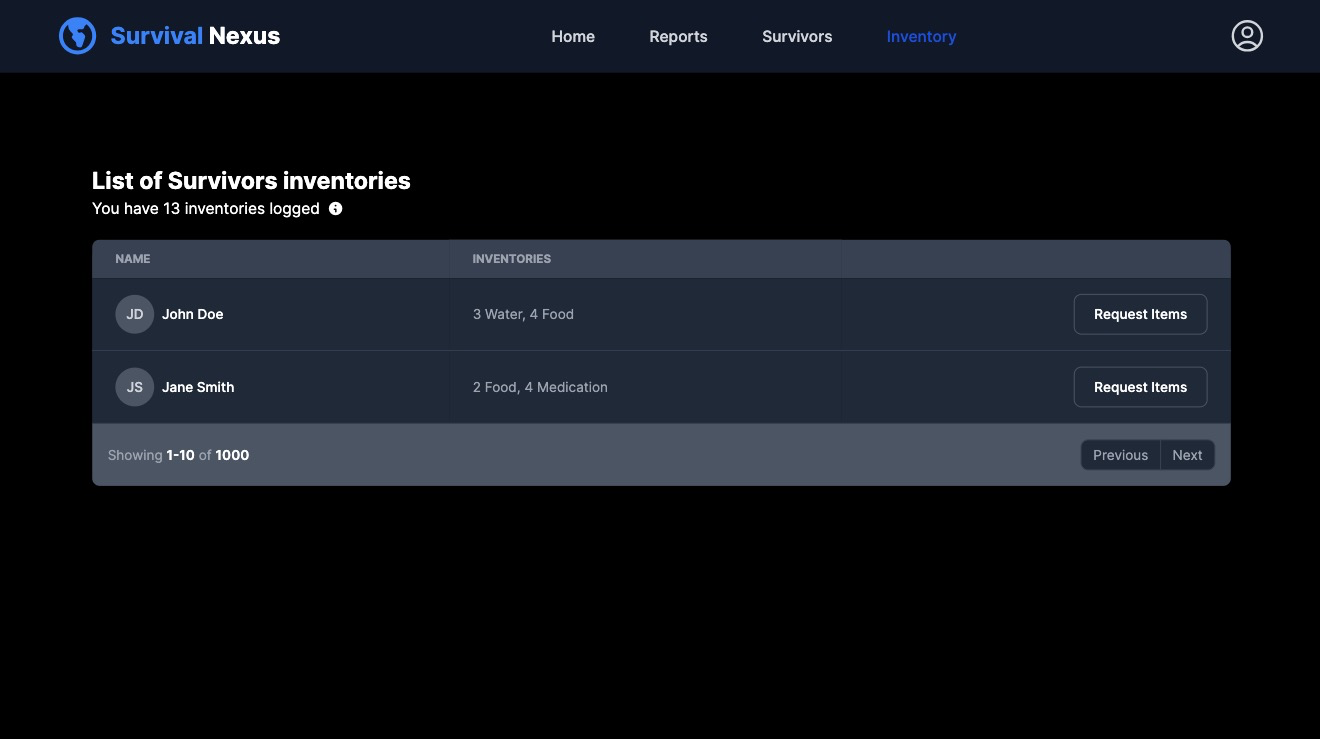 Survival Nexus Home Reports Survivors Inventory
List of Survivors inventories
You have 13 inventories logged
NAME INVENTORIES
JD John Doe 3 Water, 4 Food Request Items
JS Jane Smith 2 Food, 4 Medication Request Items
Showing 1-10 of 1000 Previous Next